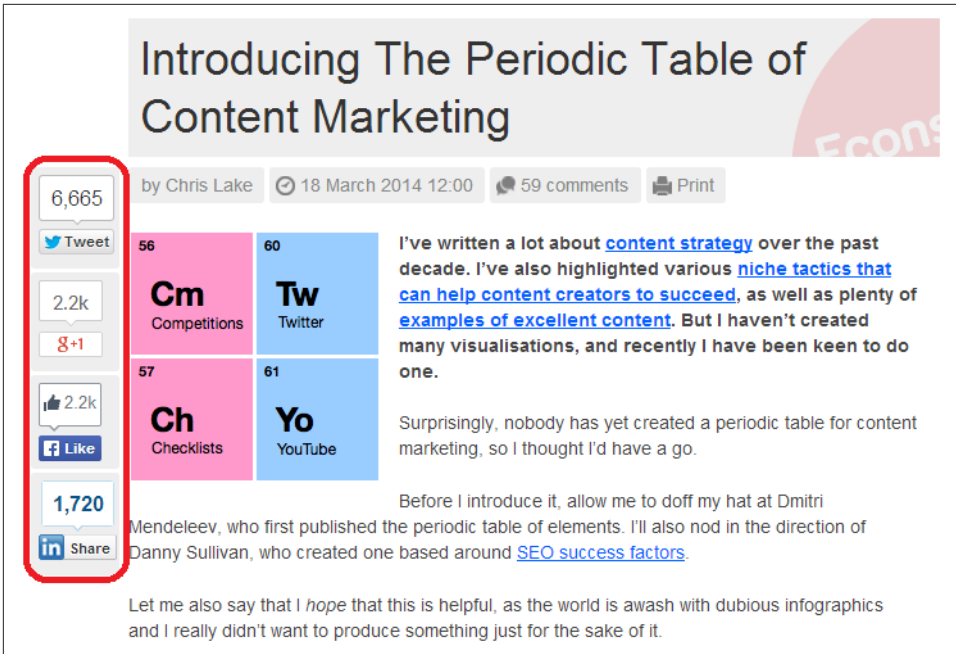 Introducing The Periodic Table of
Content Marketing
Econs
by Chris Lake
18 March 2014 12:00
59 comments
Print
6,665
Tweet
2.2k
g+1
2.2k
f Like
1,720
in Share
56
Cm
Competitions
60
Tw
Twitter
57
Ch
Checklists
61
Yo
YouTube
I've written a lot about content strategy over the past
decade. I've also highlighted various niche tactics that
can help content creators to succeed, as well as plenty of
examples of excellent content. But I haven't created
many visualisations, and recently I have been keen to do
one.
Surprisingly, nobody has yet created a periodic table for content
marketing, so I thought I'd have a go.
Before I introduce it, allow me to doff my hat at Dmitri
Mendeleev, who first published the periodic table of elements. I'll also nod in the direction of
Danny Sullivan, who created one based around SEO success factors.
Let me also say that I hope that this is helpful, as the world is awash with dubious infographics
and I really didn't want to produce something just for the sake of it.